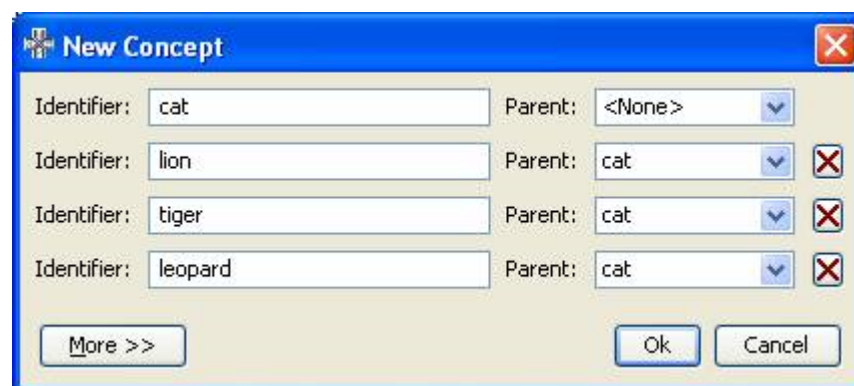 New Concept
Identifier: cat Parent: <None>
Identifier: lion Parent: cat
Identifier: tiger Parent: cat
Identifier: leopard Parent: cat
More >> Ok Cancel